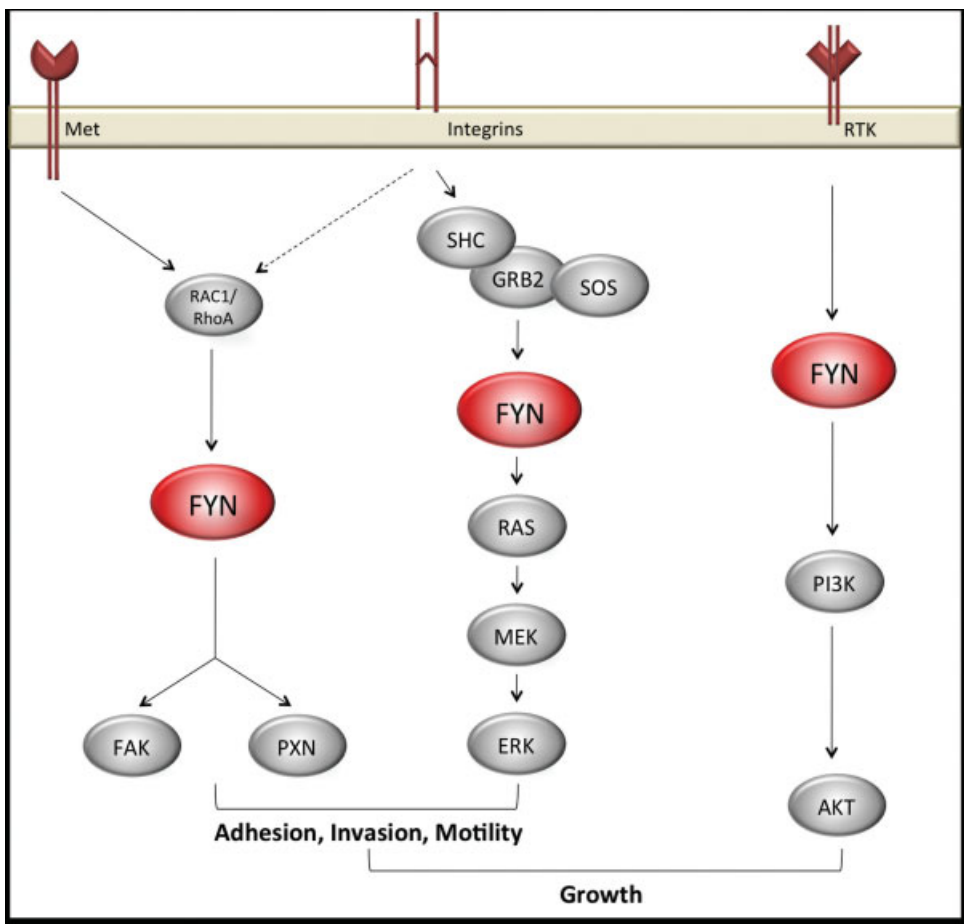 Met
Integrins
RTK
SHC
GRB2
SOS
RAC1/
RhoA
FYN
FYN
FYN
RAS
PI3K
MEK
FAK
PXN
ERK
AKT
Adhesion, Invasion, Motility
Growth